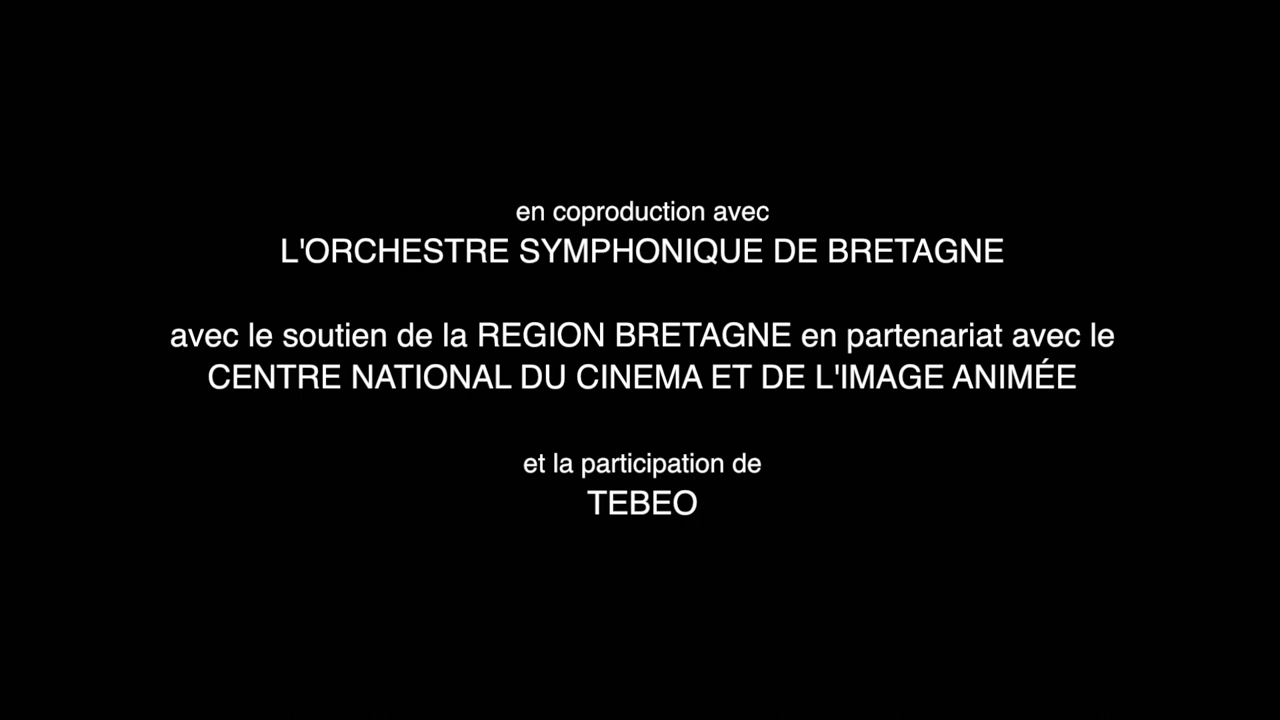 en coproduction avec
L'ORCHESTRE SYMPHONIQUE DE BRETAGNE
avec le soutien de la REGION BRETAGNE en partenariat avec le
CENTRE NATIONAL DU CINEMA ET DE L'IMAGE ANIMÉE
et la participation de
TEBEO